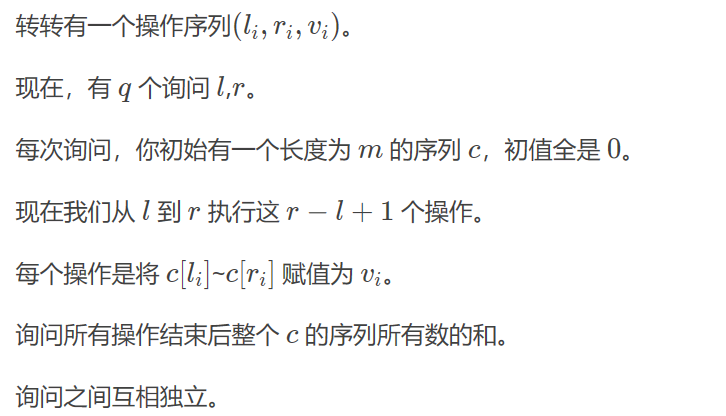 转转有一个操作序列(l_i, r_i, v_i)。
现在，有 q 个询问 l,r。
每次询问，你初始有一个长度为 m 的序列 c，初值全是 0。
现在我们从 l 到 r 执行这 r − l + 1 个操作。
每个操作是将 c[l_i]~c[r_i] 赋值为 v_i。
询问所有操作结束后整个 c 的序列所有数的和。
询问之间互相独立。